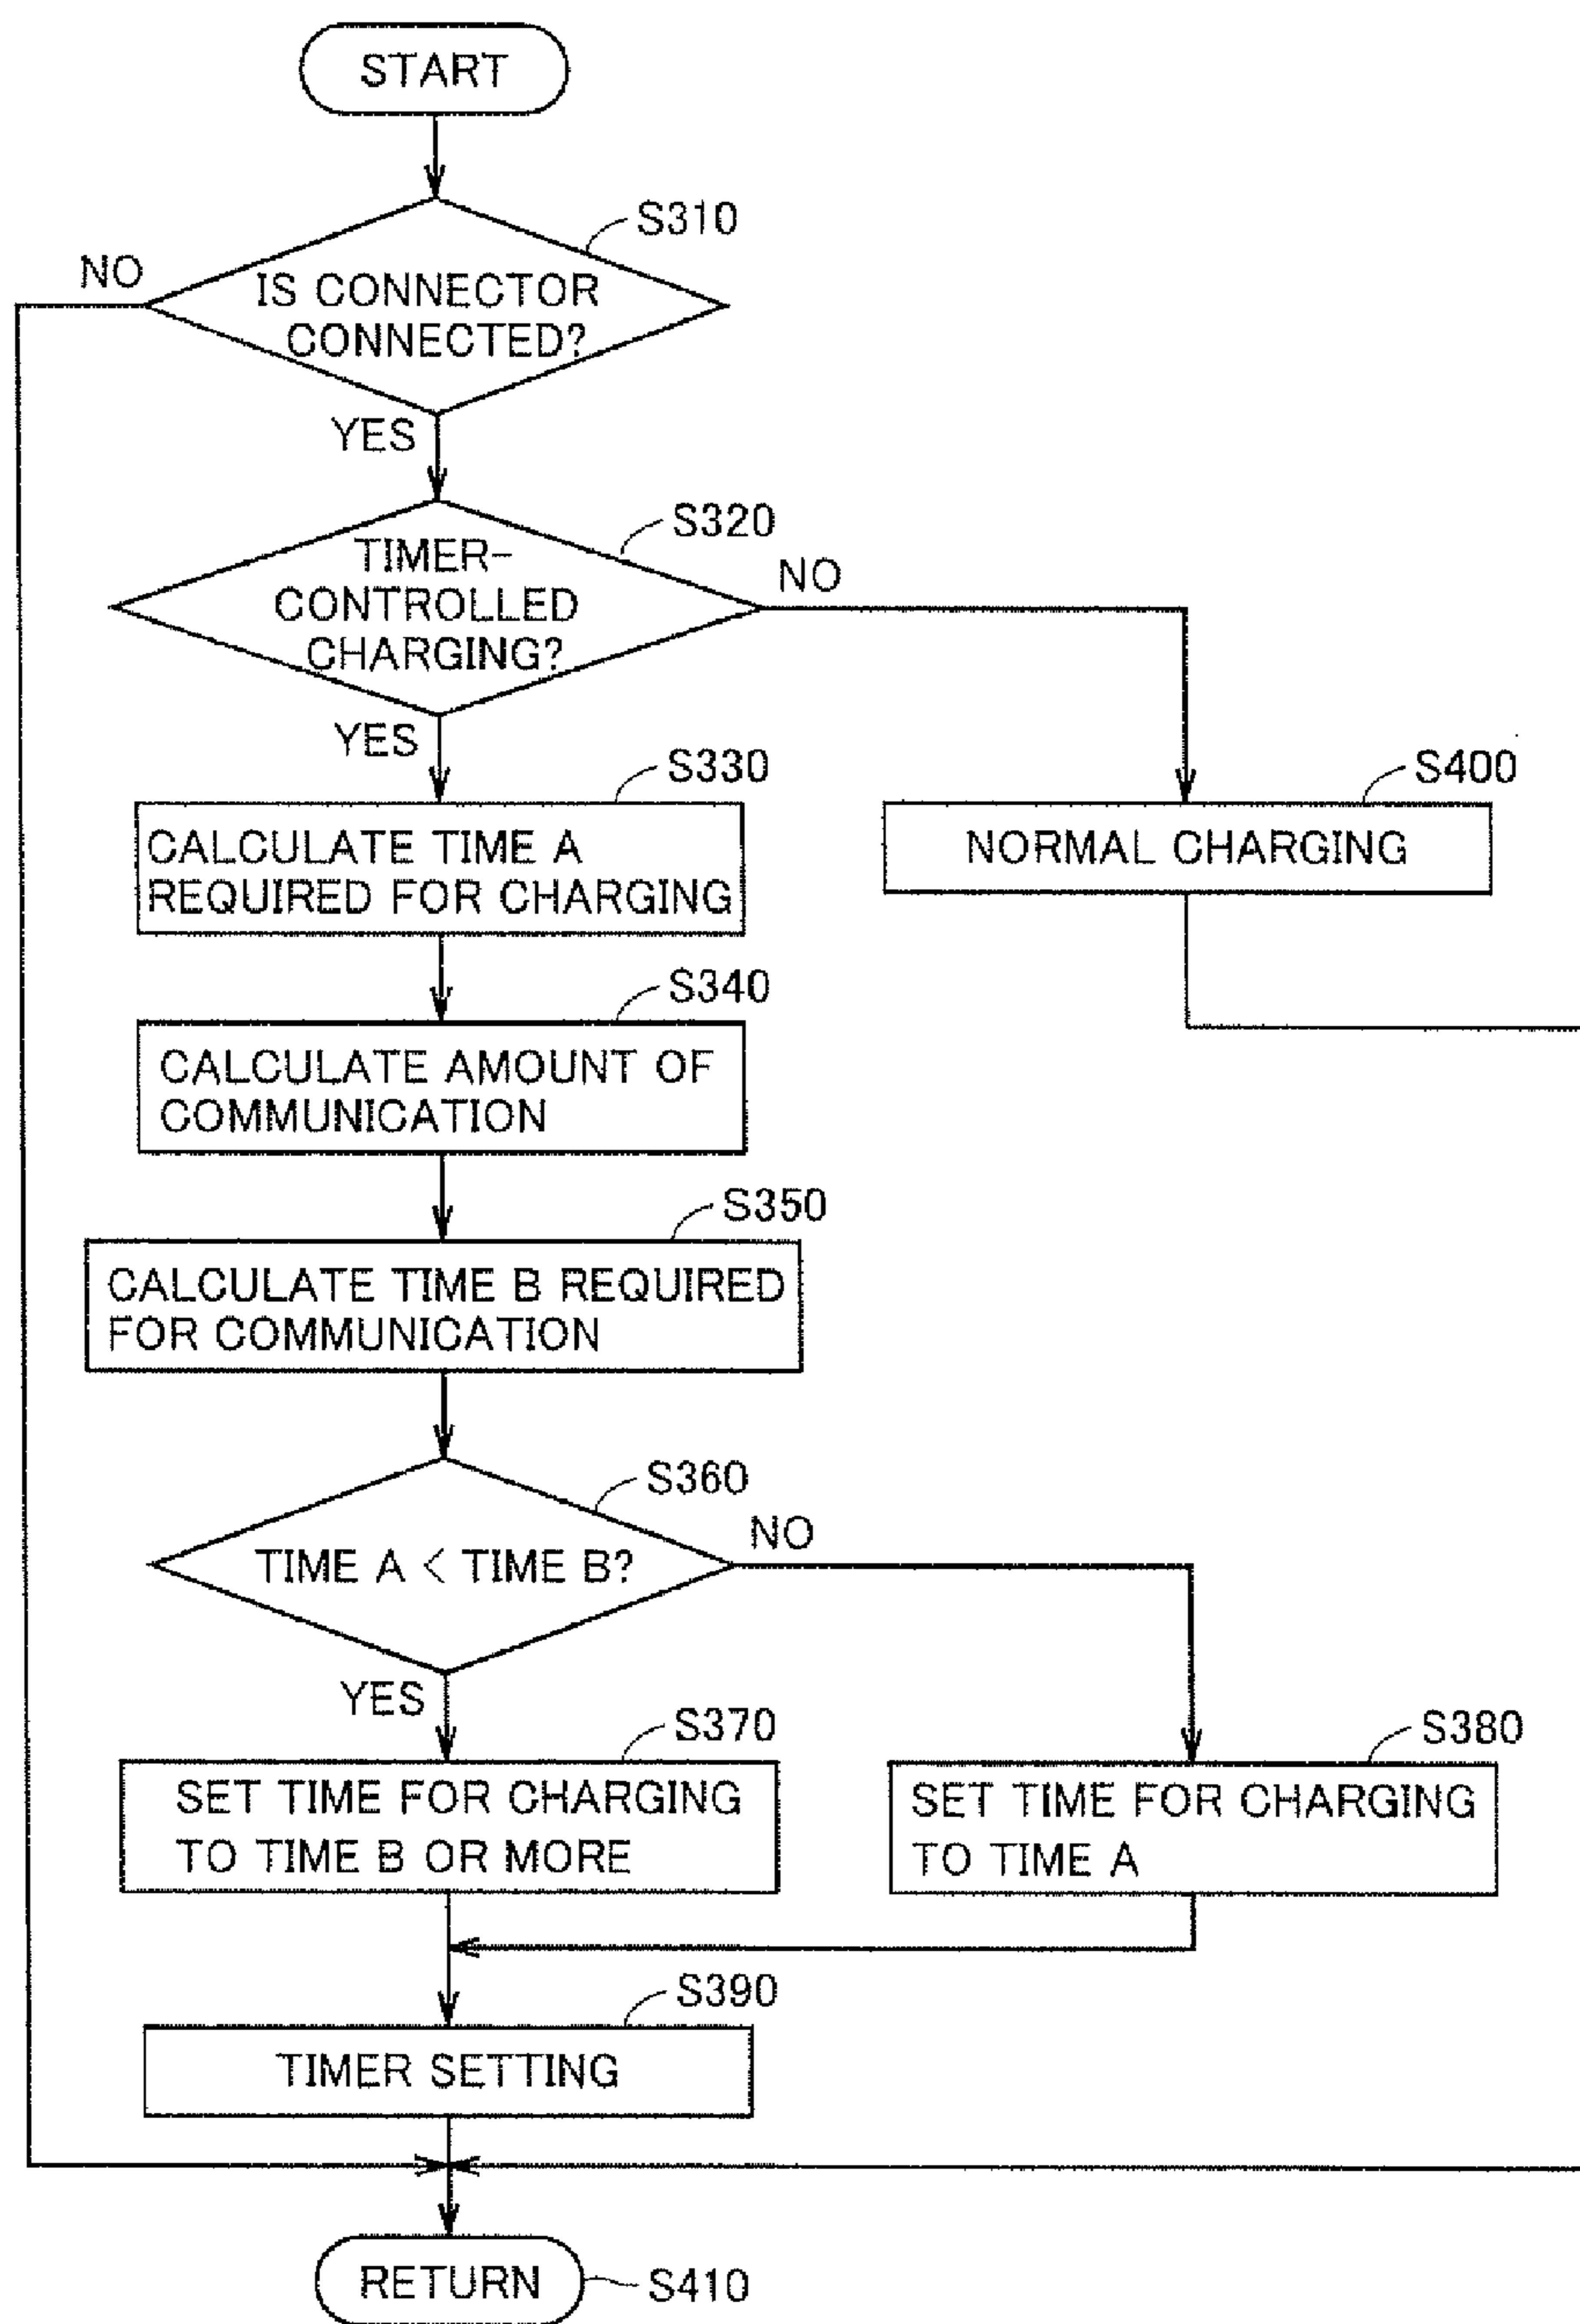 START
S310
NO
IS CONNECTOR
CONNECTED?
YES
S320
TIMER-
CONTROLLED
CHARGING?
NO
YES
S330
CALCULATE TIME A
REQUIRED FOR CHARGING
S400
NORMAL CHARGING
S340
CALCULATE AMOUNT OF
COMMUNICATION
S350
CALCULATE TIME B REQUIRED
FOR COMMUNICATION
S360
TIME A < TIME B?
NO
YES
S370
SET TIME FOR CHARGING
TO TIME B OR MORE
S380
SET TIME FOR CHARGING
TO TIME A
S390
TIMER SETTING
RETURN
S410